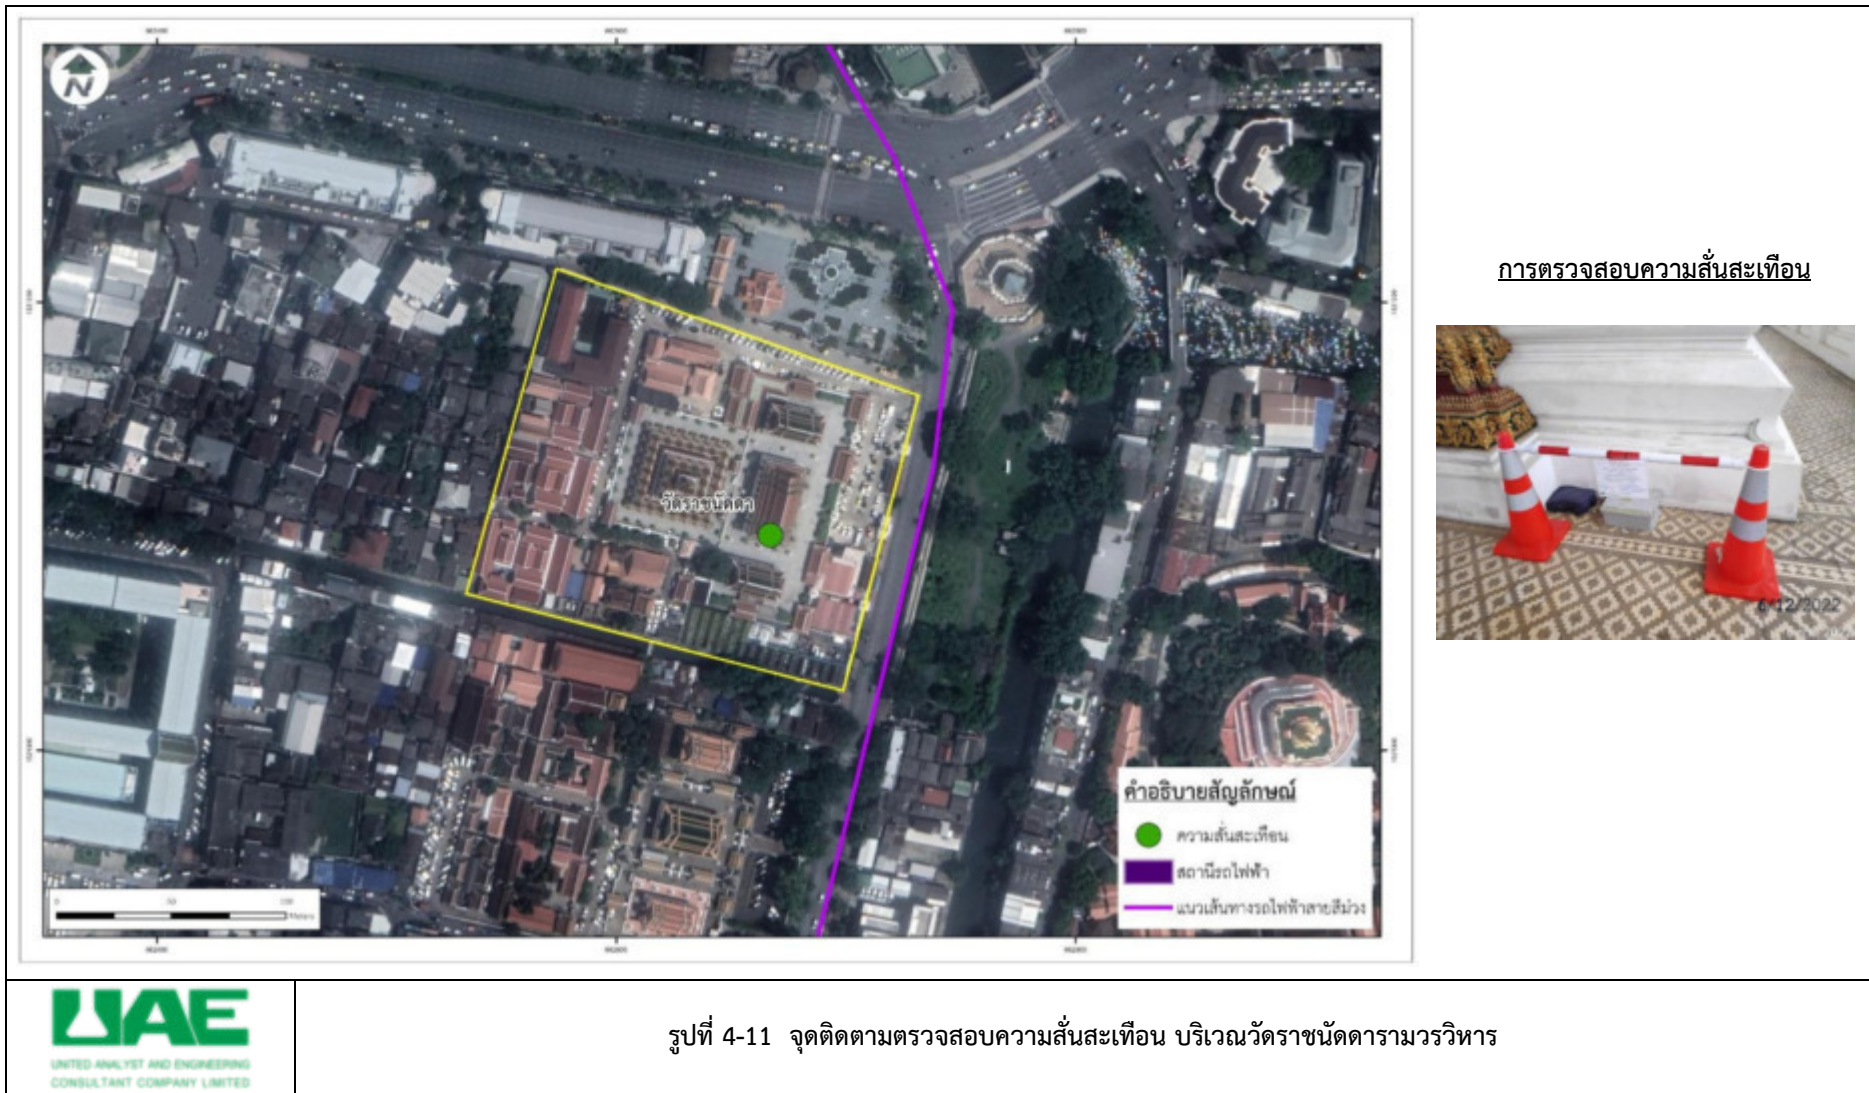 N
การตรวจสอบความสั่นสะเทือน
วัดราชนัดดา
6/12/2022
คำอธิบายสัญลักษณ์
ความสั่นสะเทือน
สถานีรถไฟฟ้า
แนวเส้นทางรถไฟฟ้าสายสีม่วง
0 50 100
Meters
UAE
UNITED ANALYST AND ENGINEERING
CONSULTANT COMPANY LIMITED
รูปที่ 4-11 จุดติดตามตรวจสอบความสั่นสะเทือน บริเวณวัดราชนัดดารามวรวิหาร